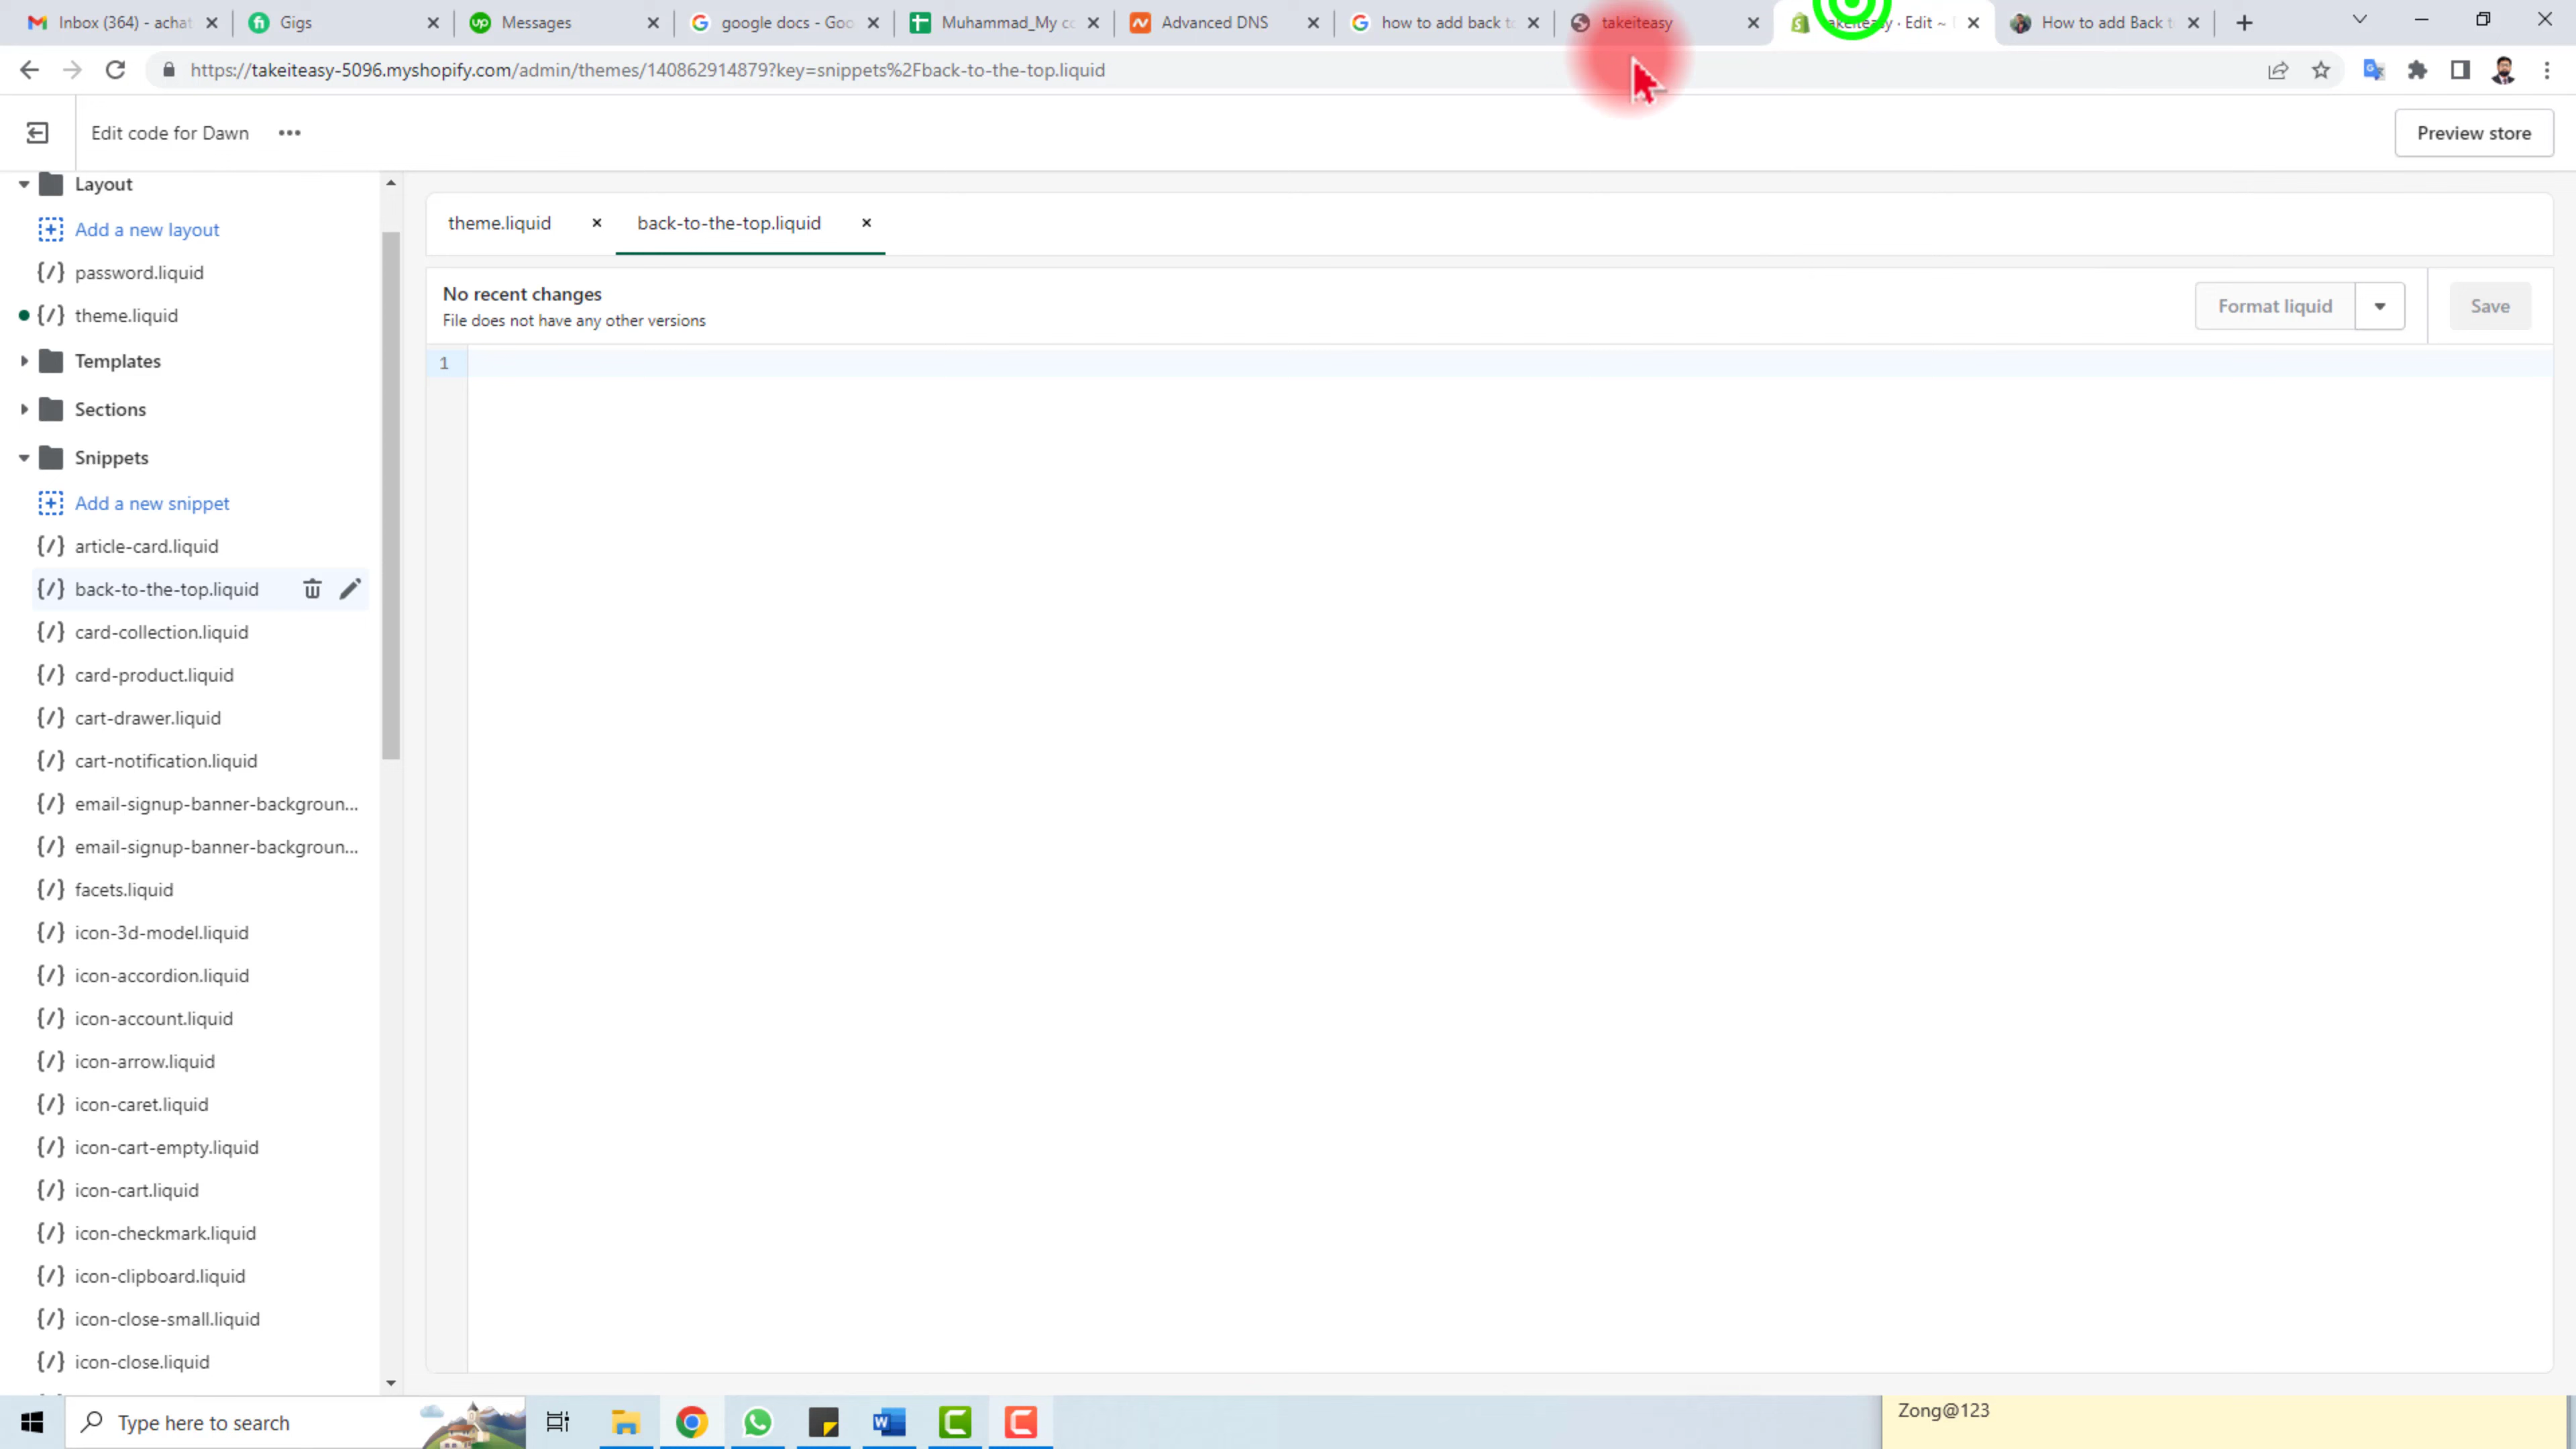 Inbox (364) - achat
Gigs
Messages
google docs - Goo
Muhammad_My co
Advanced DNS
how to add back to
takeiteasy
takeiteasy · Edit ~
How to add Back t
https://takeiteasy-5096.myshopify.com/admin/themes/140862914879?key=snippets%2Fback-to-the-top.liquid
Edit code for Dawn
Preview store
Layout
Add a new layout
password.liquid
theme.liquid
Templates
Sections
Snippets
Add a new snippet
article-card.liquid
back-to-the-top.liquid
card-collection.liquid
card-product.liquid
cart-drawer.liquid
cart-notification.liquid
email-signup-banner-backgroun...
email-signup-banner-backgroun...
facets.liquid
icon-3d-model.liquid
icon-accordion.liquid
icon-account.liquid
icon-arrow.liquid
icon-caret.liquid
icon-cart-empty.liquid
icon-cart.liquid
icon-checkmark.liquid
icon-clipboard.liquid
icon-close-small.liquid
icon-close.liquid
theme.liquid
back-to-the-top.liquid
No recent changes
File does not have any other versions
Format liquid
Save
1
Type here to search
Zong@123